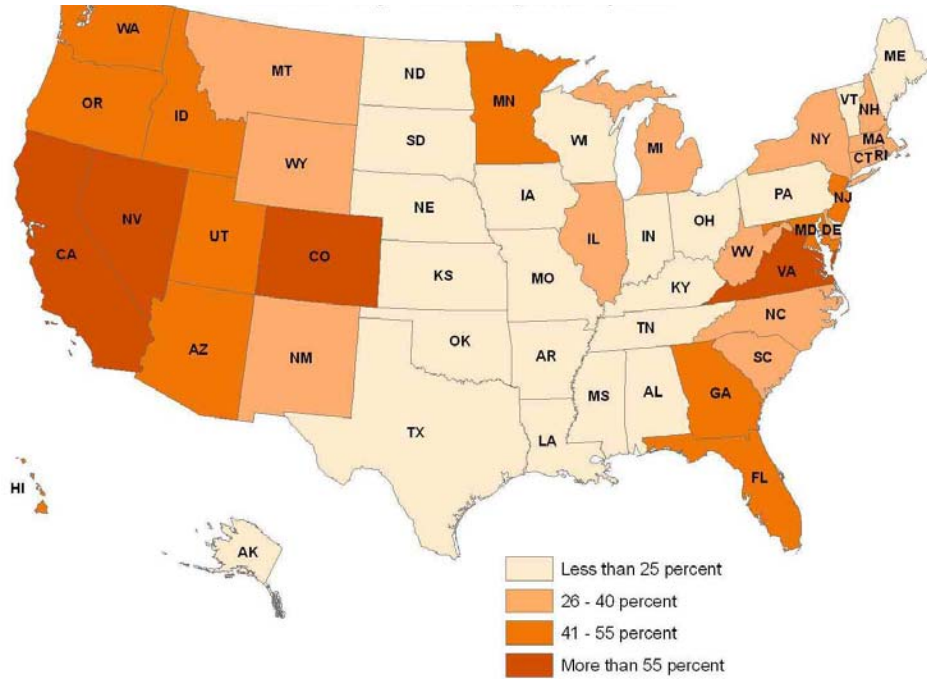 WA
MT
ND
ME
OR
ID
MN
VT
NH
SD
WI
NY
MA
WY
MI
CT
RI
IA
PA
NE
NJ
NV
OH
UT
IL
IN
MD
DE
CA
CO
WV
VA
KS
MO
KY
NC
TN
AZ
OK
NM
AR
SC
MS
AL
GA
TX
LA
FL
HI
AK
Less than 25 percent
26 - 40 percent
41 - 55 percent
More than 55 percent